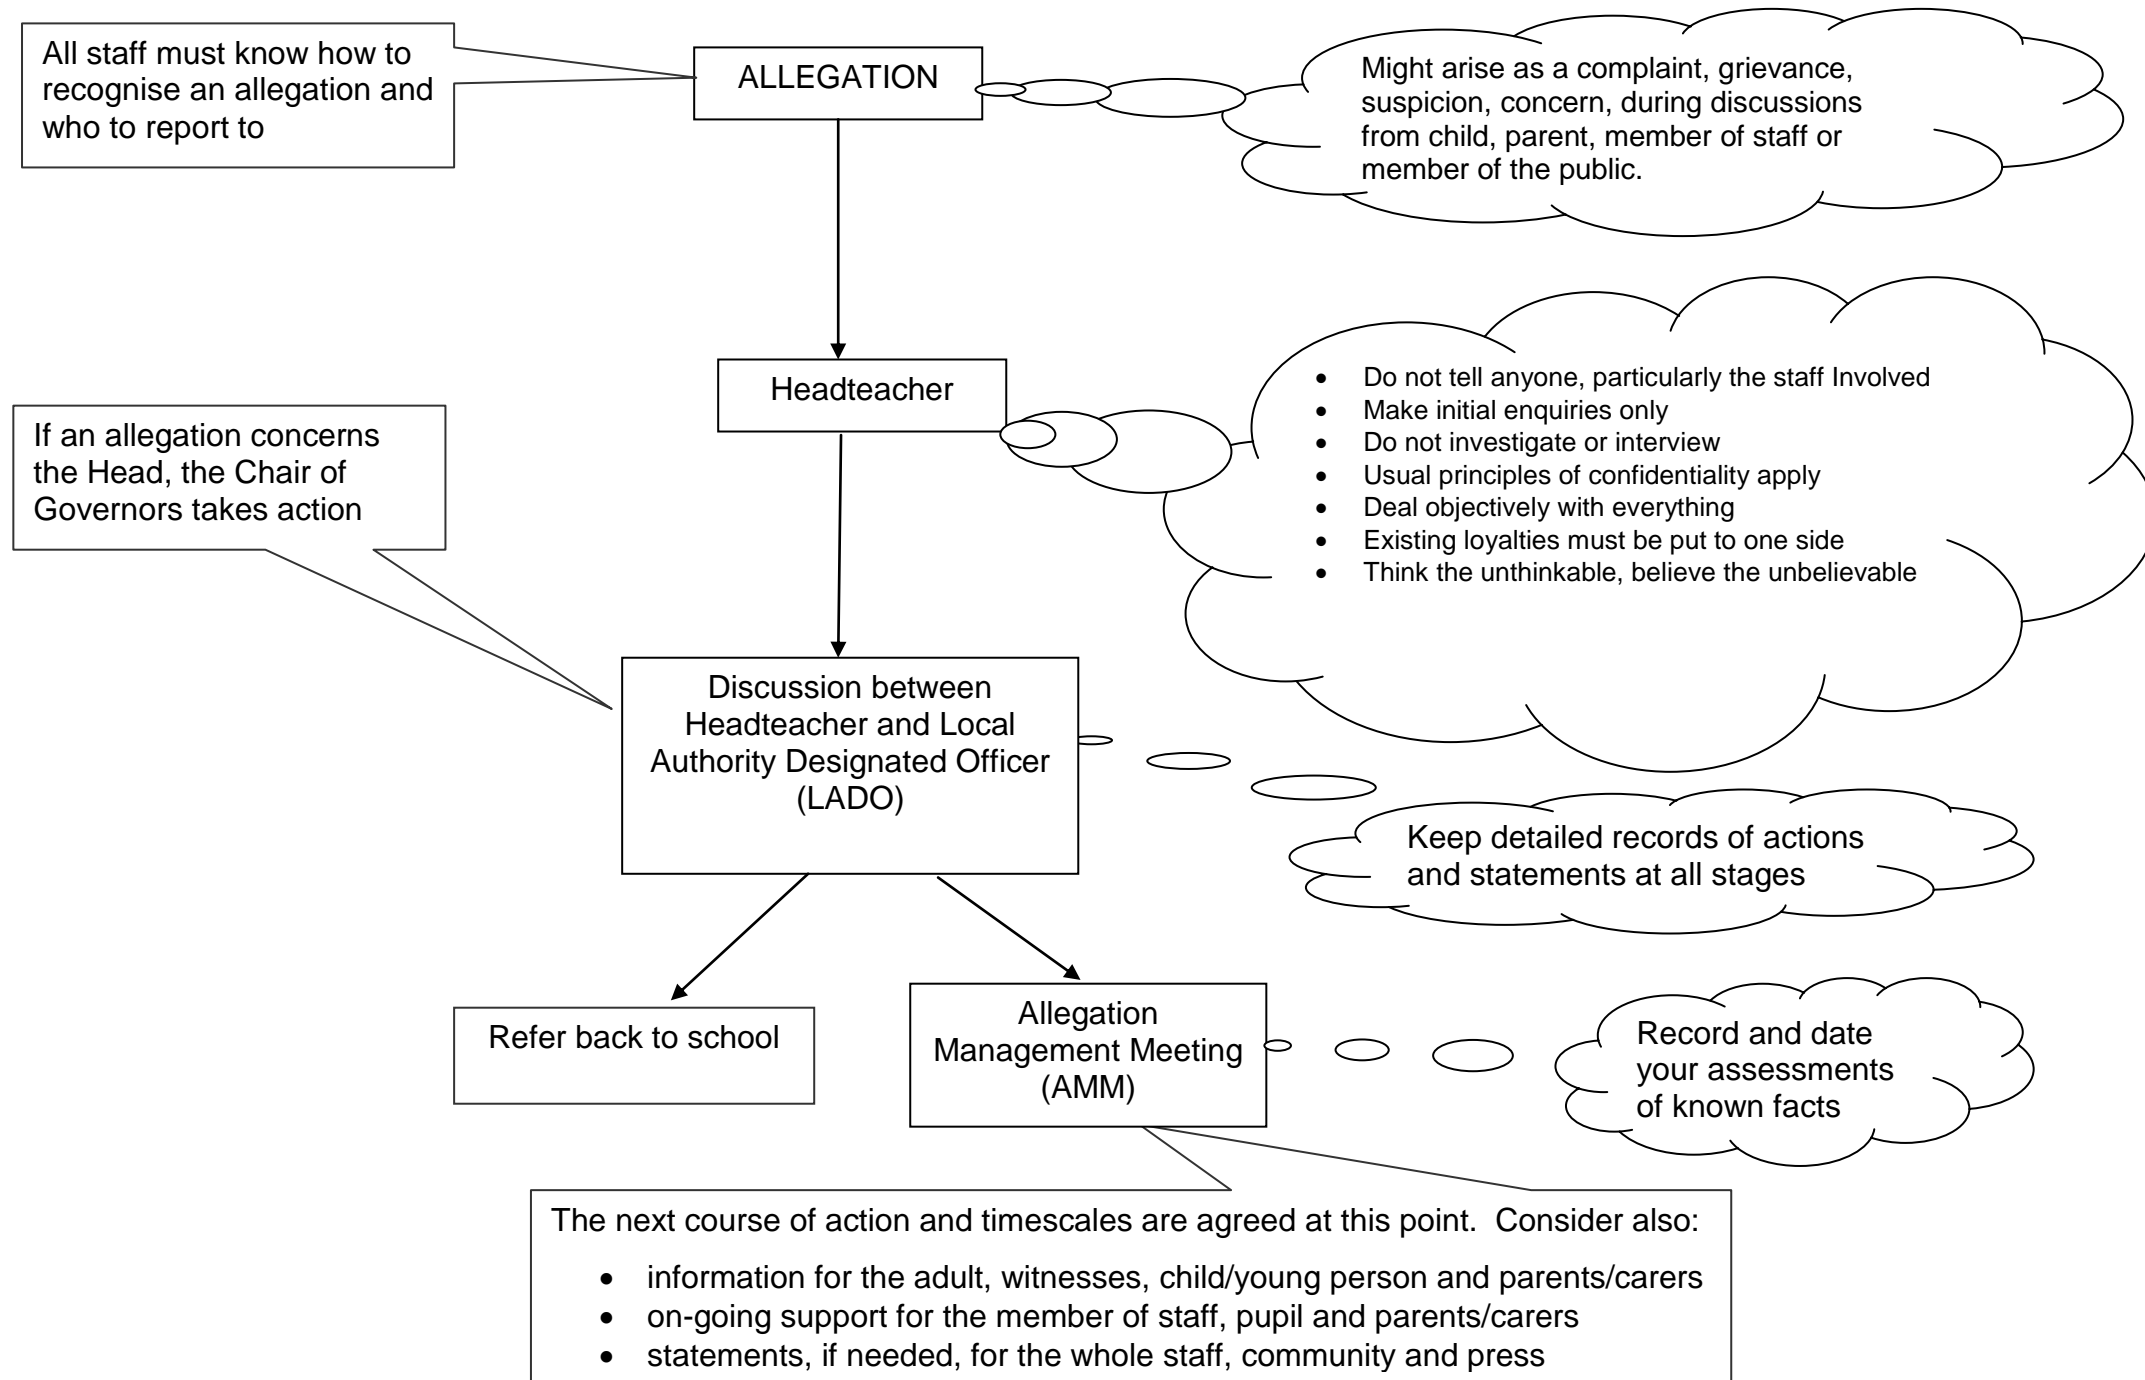 All staff must know how to
recognise an allegation and
who to report to
ALLEGATION
Might arise as a complaint, grievance,
suspicion, concern, during discussions
from child, parent, member of staff or
member of the public.
Headteacher
• Do not tell anyone, particularly the staff Involved
• Make initial enquiries only
• Do not investigate or interview
• Usual principles of confidentiality apply
• Deal objectively with everything
• Existing loyalties must be put to one side
• Think the unthinkable, believe the unbelievable
If an allegation concerns
the Head, the Chair of
Governors takes action
Discussion between
Headteacher and Local
Authority Designated Officer
(LADO)
Keep detailed records of actions
and statements at all stages
Refer back to school
Allegation
Management Meeting
(AMM)
Record and date
your assessments
of known facts
The next course of action and timescales are agreed at this point.  Consider also:
• information for the adult, witnesses, child/young person and parents/carers
• on-going support for the member of staff, pupil and parents/carers
• statements, if needed, for the whole staff, community and press